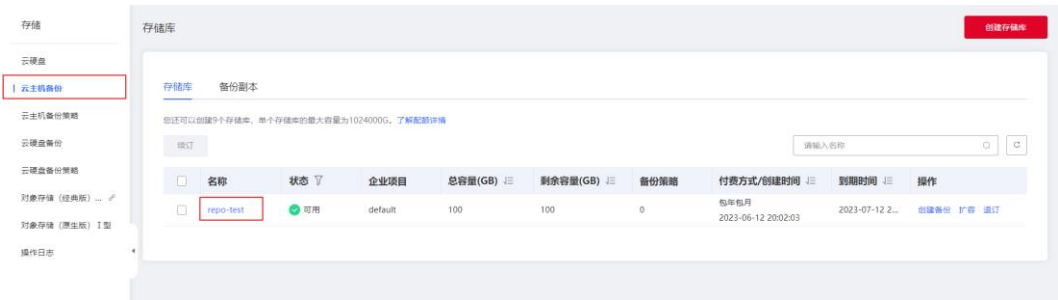 存储
存储库
创建存储库
云硬盘
云主机备份
云主机备份策略
云硬盘备份
云硬盘备份策略
对象存储（经典版）...
对象存储（原生版）I型
操作日志
存储库 备份副本
您还可以创建9个存储库，单个存储库的最大容量为1024000G。了解配额详情
续订
请输入名称
名称 状态 企业项目 总容量(GB) 剩余容量(GB) 备份策略 付费方式/创建时间 到期时间 操作
repo-test 可用 default 100 100 0 包年包月 2023-07-12 2... 创建备份 扩容 退订
2023-06-12 20:02:03